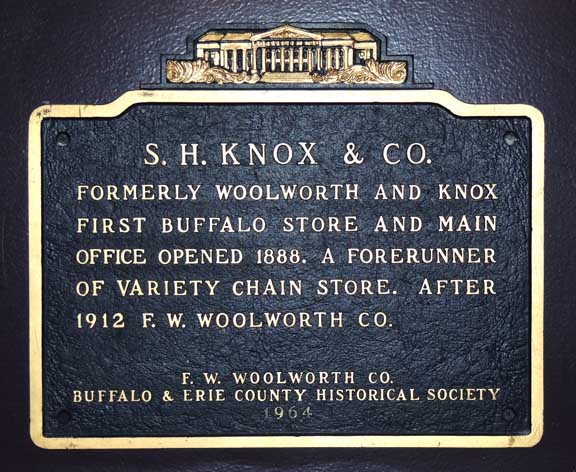 S. H. KNOX & CO.
FORMERLY WOOLWORTH AND KNOX
FIRST BUFFALO STORE AND MAIN
OFFICE OPENED 1888. A FORERUNNER
OF VARIETY CHAIN STORE. AFTER
1912 F. W. WOOLWORTH CO.
F. W. WOOLWORTH CO.
BUFFALO & ERIE COUNTY HISTORICAL SOCIETY
1964